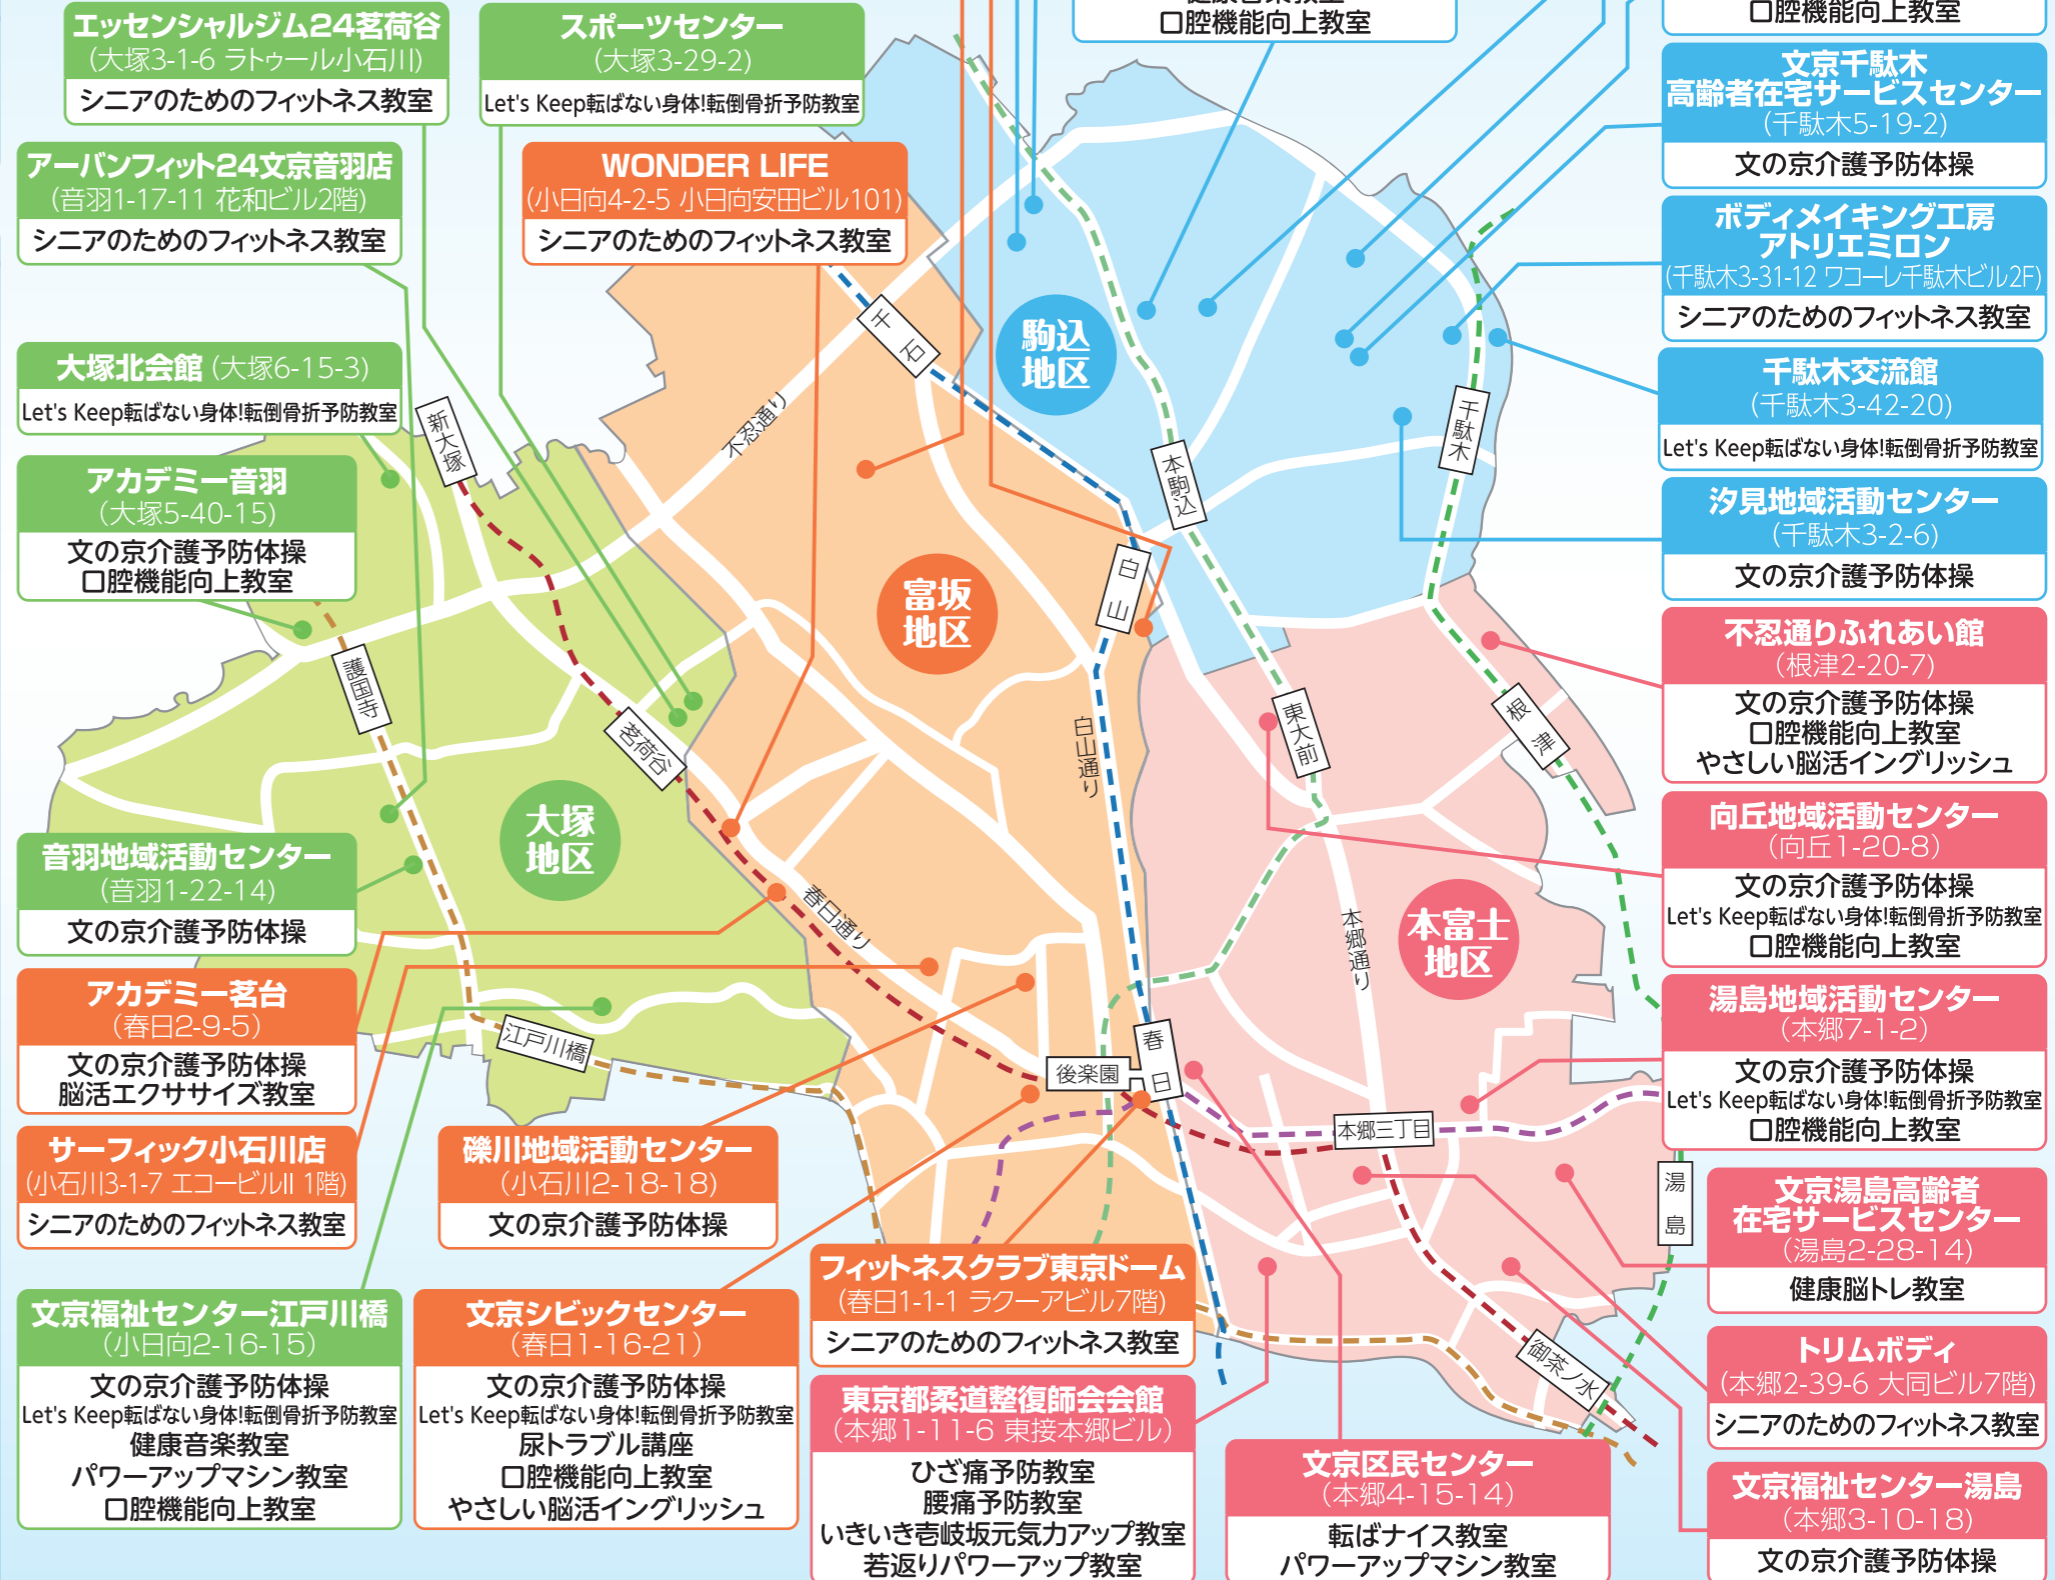 エッセンシャルジム24茗荷谷
(大塚3-1-6 ラトゥール小石川)
シニアのためのフィットネス教室
スポーツセンター
(大塚3-29-2)
Let's Keep転ばない身体!転倒骨折予防教室
口腔機能向上教室
口腔機能向上教室
アーバンフィット24文京音羽店
(音羽1-17-11 花和ビル2階)
シニアのためのフィットネス教室
WONDER LIFE
(小日向4-2-5 小日向安田ビル101)
シニアのためのフィットネス教室
文京千駄木
高齢者在宅サービスセンター
(千駄木5-19-2)
文の京介護予防体操
ボディメイキング工房
アトリエミロン
(千駄木3-31-12 ワコーレ千駄木ビル2F)
シニアのためのフィットネス教室
大塚北会館 (大塚6-15-3)
Let's Keep転ばない身体!転倒骨折予防教室
千駄木交流館
(千駄木3-42-20)
Let's Keep転ばない身体!転倒骨折予防教室
アカデミー音羽
(大塚5-40-15)
文の京介護予防体操
口腔機能向上教室
汐見地域活動センター
(千駄木3-2-6)
文の京介護予防体操
不忍通りふれあい館
(根津2-20-7)
文の京介護予防体操
口腔機能向上教室
やさしい脳活イングリッシュ
向丘地域活動センター
(向丘1-20-8)
文の京介護予防体操
Let's Keep転ばない身体!転倒骨折予防教室
口腔機能向上教室
音羽地域活動センター
(音羽1-22-14)
文の京介護予防体操
アカデミー茗台
(春日2-9-5)
文の京介護予防体操
脳活エクササイズ教室
湯島地域活動センター
(本郷7-1-2)
文の京介護予防体操
Let's Keep転ばない身体!転倒骨折予防教室
口腔機能向上教室
サーフィック小石川店
(小石川3-1-7 エコービルII 1階)
シニアのためのフィットネス教室
礫川地域活動センター
(小石川2-18-18)
文の京介護予防体操
文京湯島高齢者
在宅サービスセンター
(湯島2-28-14)
健康脳トレ教室
フィットネスクラブ東京ドーム
(春日1-1-1 ラクーアビル7階)
シニアのためのフィットネス教室
文京福祉センター江戸川橋
(小日向2-16-15)
文の京介護予防体操
Let's Keep転ばない身体!転倒骨折予防教室
健康音楽教室
パワーアップマシン教室
口腔機能向上教室
文京シビックセンター
(春日1-16-21)
文の京介護予防体操
Let's Keep転ばない身体!転倒骨折予防教室
尿トラブル講座
口腔機能向上教室
やさしい脳活イングリッシュ
東京都柔道整復師会会館
(本郷1-11-6 東接本郷ビル)
ひざ痛予防教室
腰痛予防教室
いきいき壱岐坂元気力アップ教室
若返りパワーアップ教室
文京区民センター
(本郷4-15-14)
転ばナイス教室
パワーアップマシン教室
トリムボディ
(本郷2-39-6 大同ビル7階)
シニアのためのフィットネス教室
文京福祉センター湯島
(本郷3-10-18)
文の京介護予防体操
駒込
地区
富坂
地区
大塚
地区
本富士
地区
千石
新大塚
不忍通り
本駒込
千駄木
白山
護国寺
茗荷谷
白山通り
東大前
根津
春日通り
本郷通り
江戸川橋
後楽園
春日
本郷三丁目
湯島
御茶ノ水